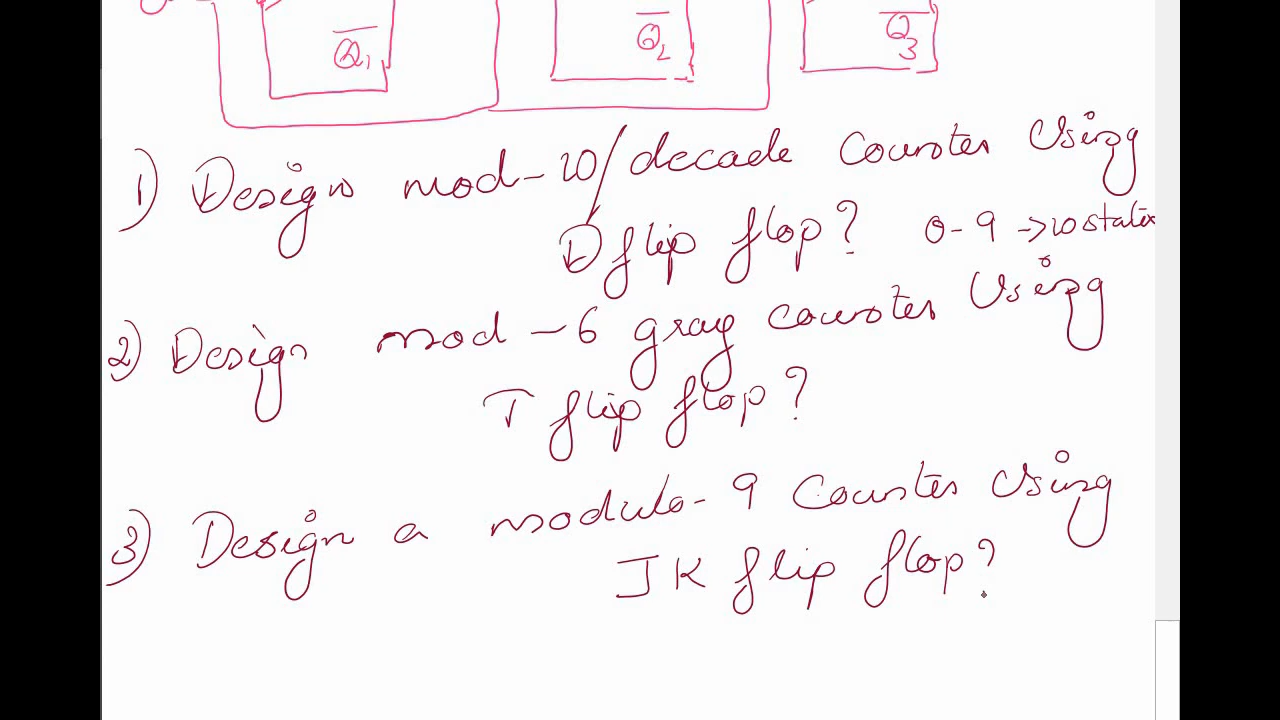 Q̅₁ Q̅₂ Q̅₃
1) Design mod-10/decade Counter Using
D flip flop? 0-9 → 10 states
2) Design mod-6 gray counter Using
T flip flop?
3) Design a modulo-9 Counter Using
JK flip flop?